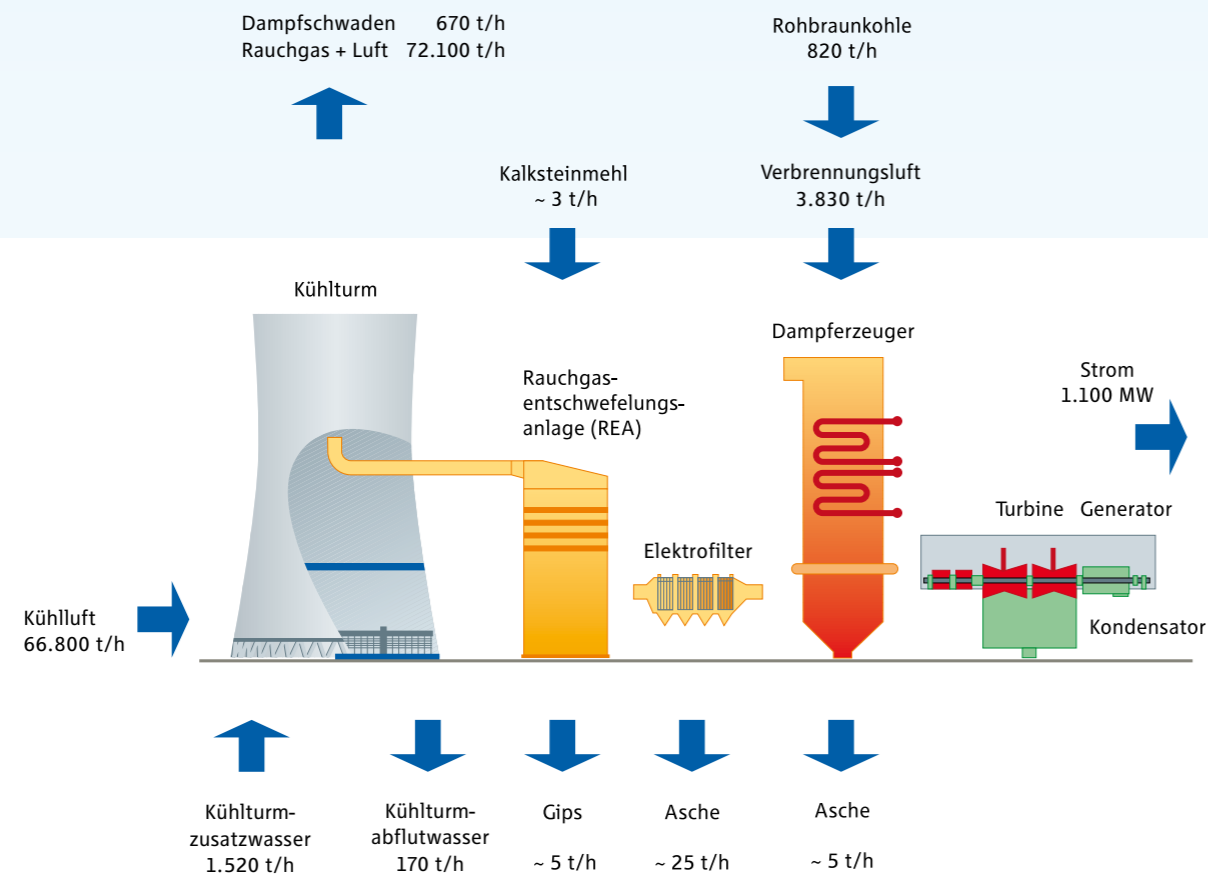 Dampfschwaden 670 t/h
Rauchgas + Luft 72.100 t/h
Rohbraunkohle
820 t/h
Kalksteinmehl
~ 3 t/h
Verbrennungsluft
3.830 t/h
Kühlturm
Dampferzeuger
Rauchgas-
entschwefelungs-
anlage (REA)
Strom
1.100 MW
Turbine Generator
Elektrofilter
Kühlluft
66.800 t/h
Kondensator
Kühlturm-
zusatzwasser
1.520 t/h
Kühlturm-
abflutwasser
170 t/h
Gips
~ 5 t/h
Asche
~ 25 t/h
Asche
~ 5 t/h